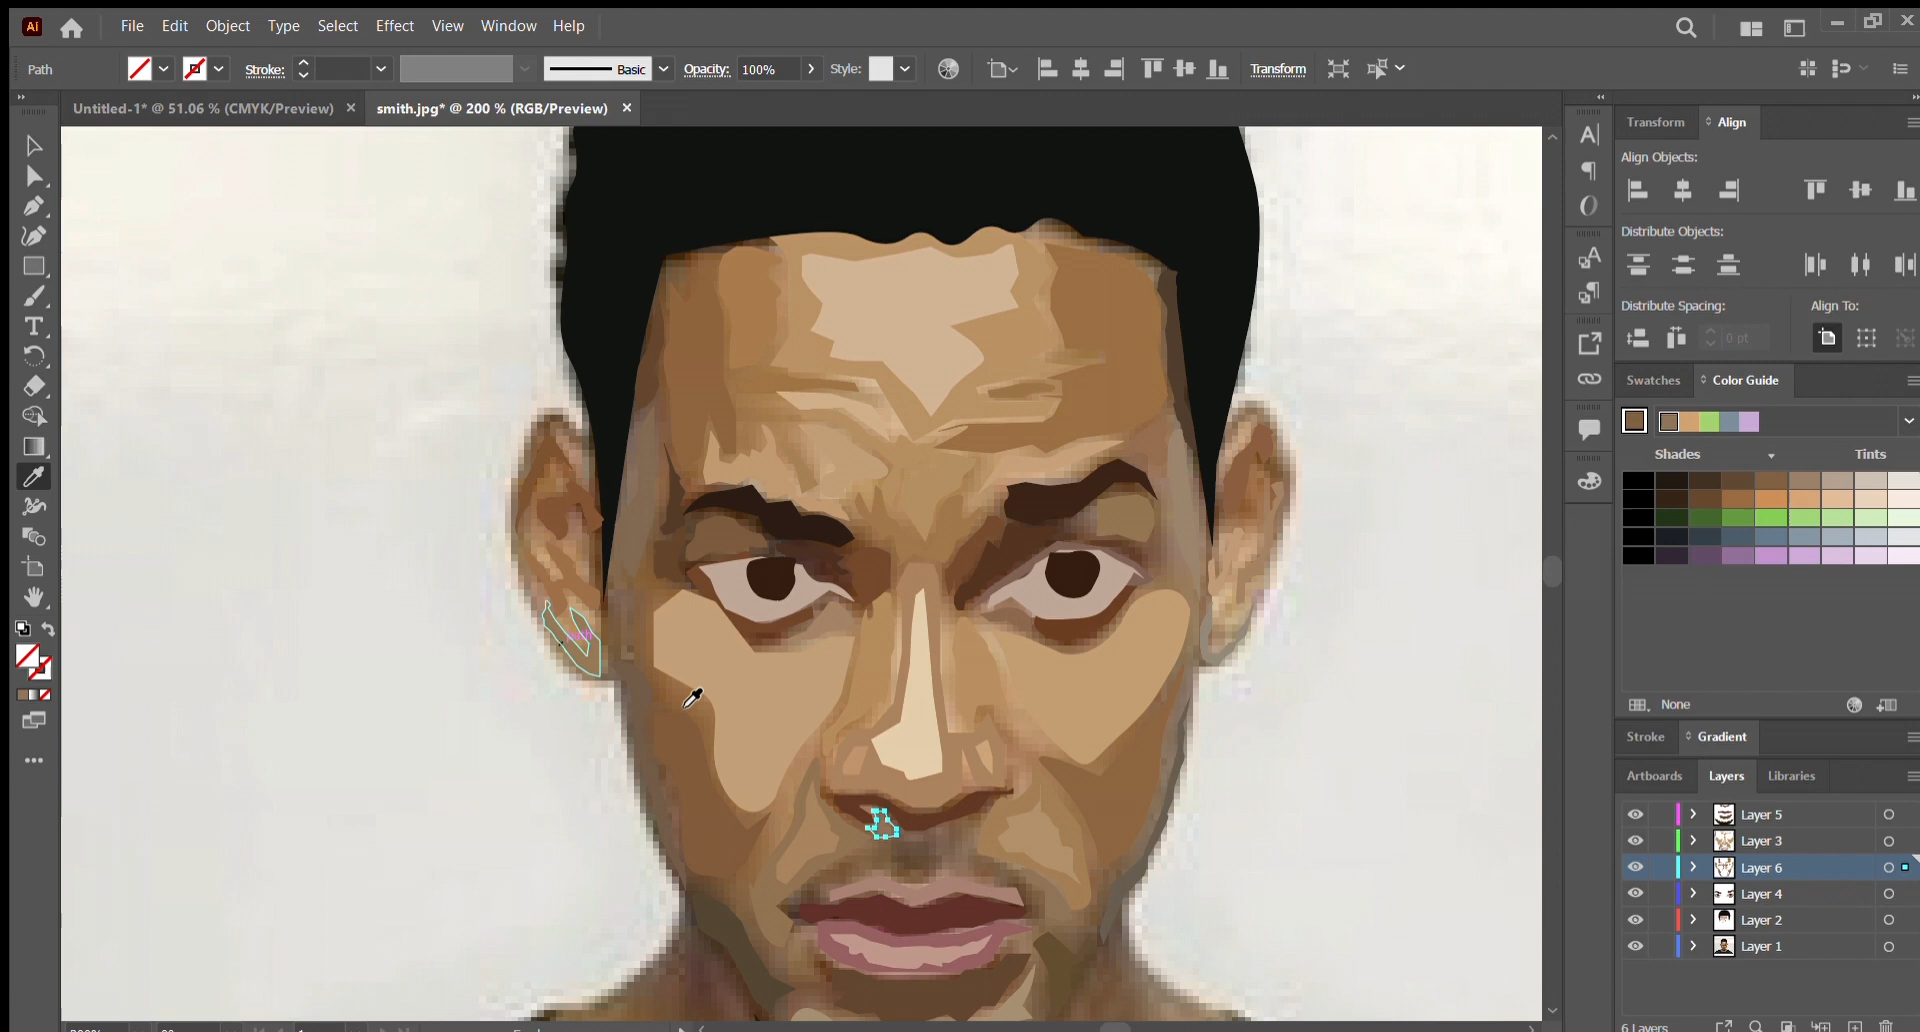 Ai File Edit Object Type Select Effect View Window Help
Path Stroke: Basic Opacity: 100% Style: Transform
Untitled-1* @ 51.06 % (CMYK/Preview) × smith.jpg* @ 200 % (RGB/Preview) ×
Transform Align
Align Objects:
Distribute Objects:
Distribute Spacing: Align To:
0 pt
Swatches Color Guide
Shades Tints
path
None
Stroke Gradient
Artboards Layers Libraries
Layer 5
Layer 3
Layer 6
Layer 4
Layer 2
Layer 1
6 Layers